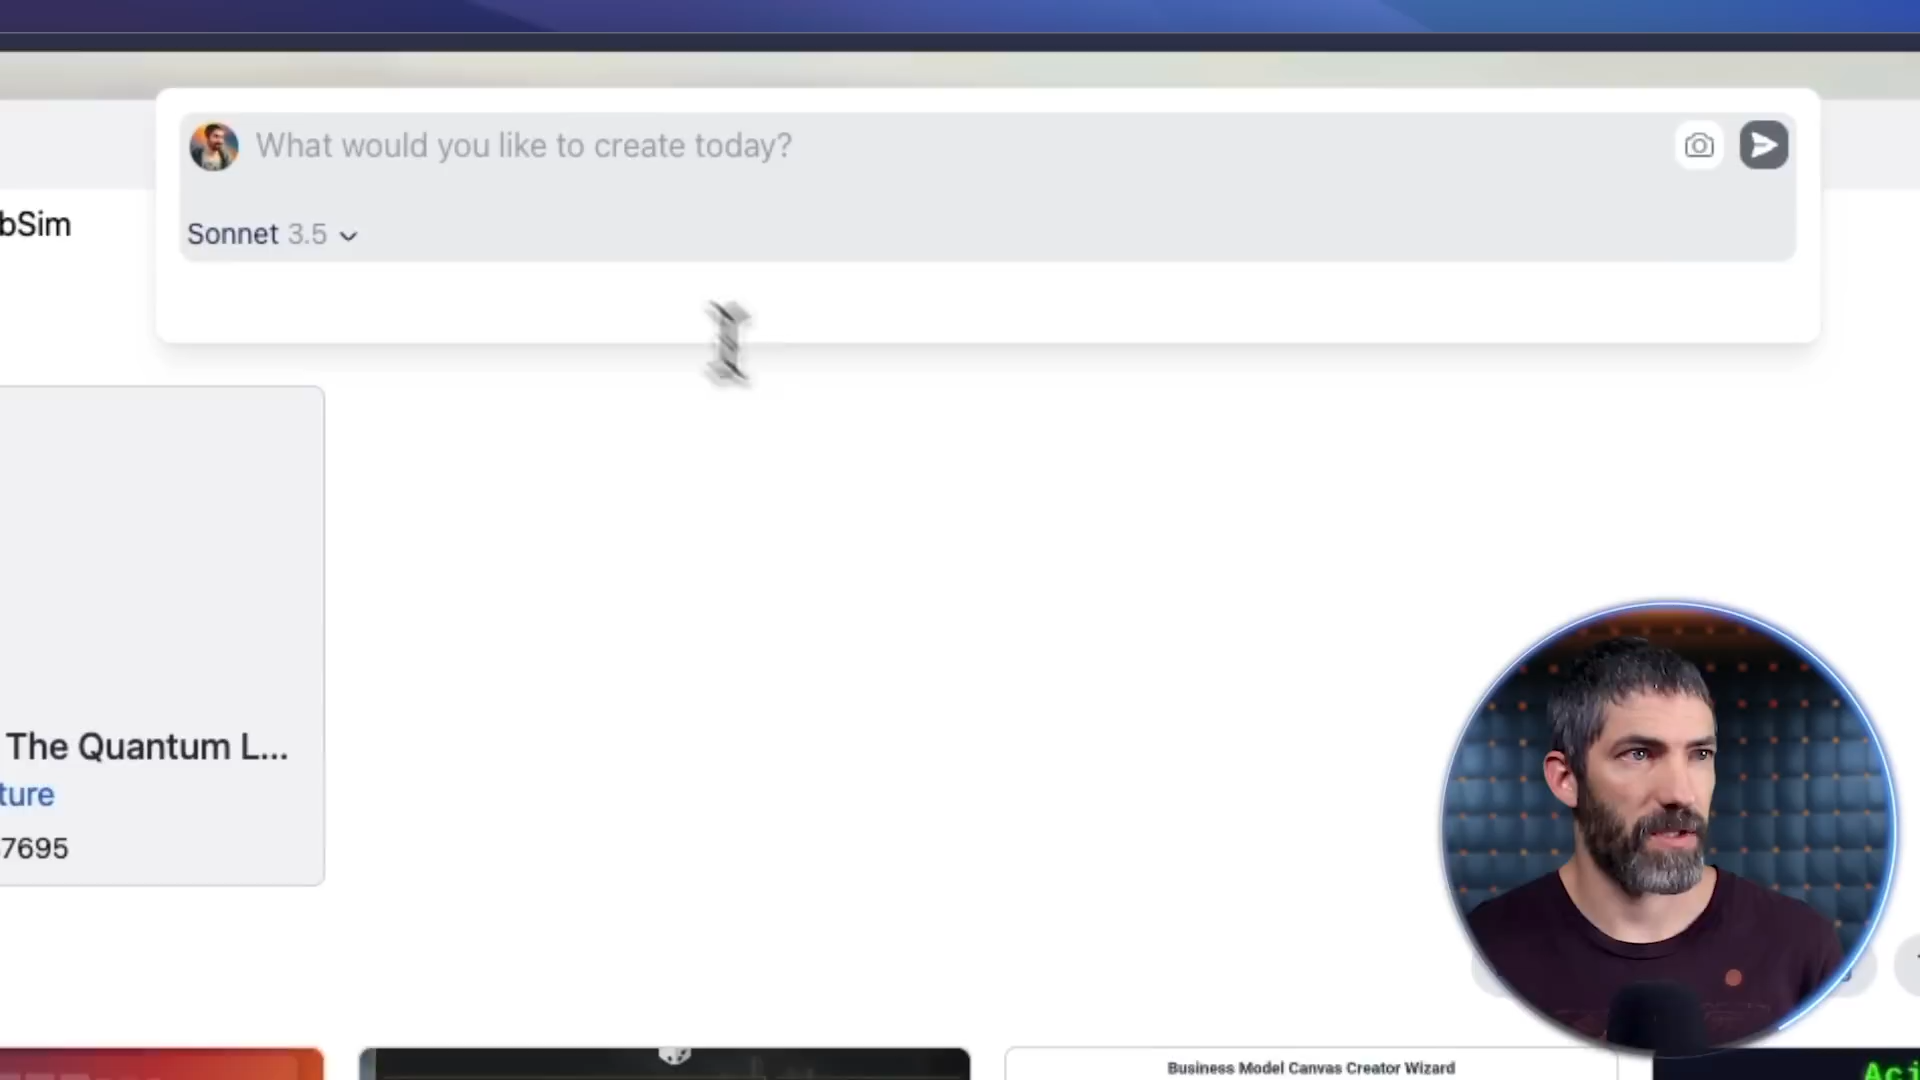 What would you like to create today?
Sonnet 3.5
bSim
The Quantum L...
ture
7695
Business Model Canvas Creator Wizard
Aci